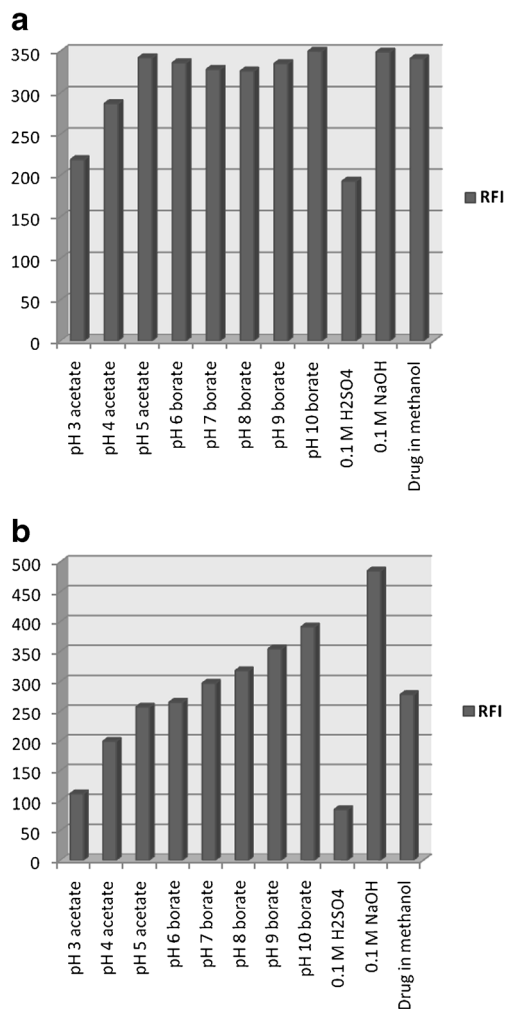 a
350
300
250
200
150
100
50
0
RFI
pH 3 acetate
pH 4 acetate
pH 5 acetate
pH 6 borate
pH 7 borate
pH 8 borate
pH 9 borate
pH 10 borate
0.1 M H2SO4
0.1 M NaOH
Drug in methanol
b
500
450
400
350
300
250
200
150
100
50
0
RFI
pH 3 acetate
pH 4 acetate
pH 5 acetate
pH 6 borate
pH 7 borate
pH 8 borate
pH 9 borate
pH 10 borate
0.1 M H2SO4
0.1 M NaOH
Drug in methanol